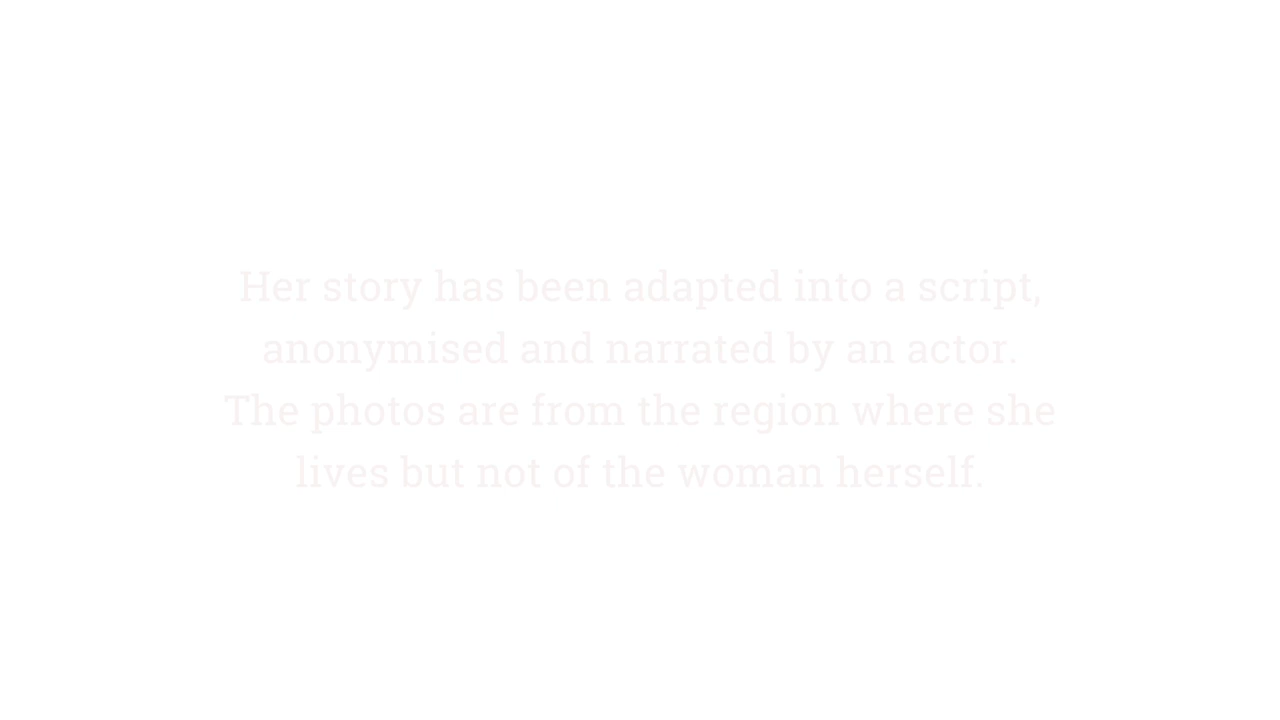 Her story has been adapted into a script,
anonymised and narrated by an actor.
The photos are from the region where she
lives but not of the woman herself.